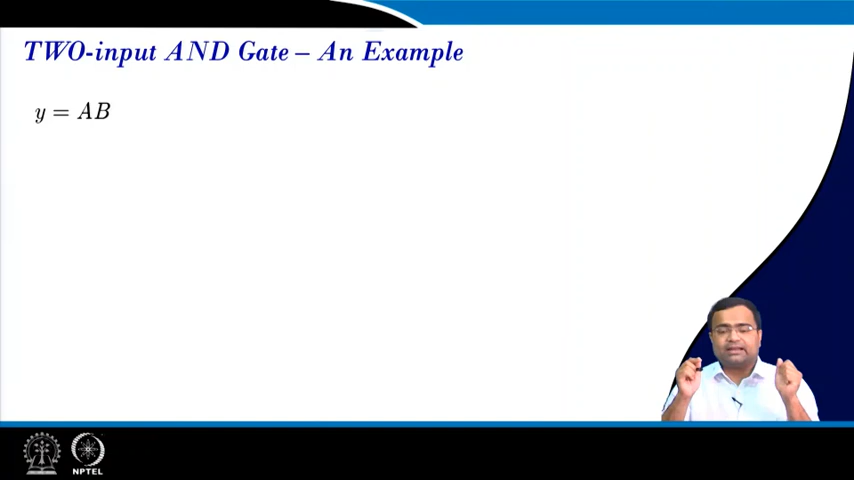 TWO-input AND Gate – An Example
y = AB
NPTEL